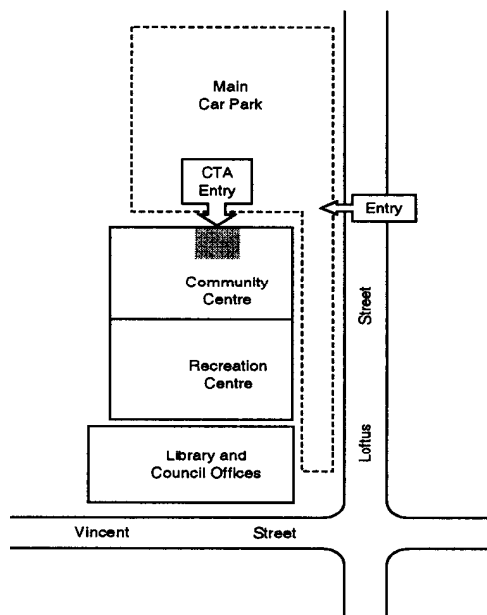 Main
Car Park
CTA
Entry
Entry
Community
Centre
Street
Recreation
Centre
Loftus
Library and
Council Offices
Vincent Street